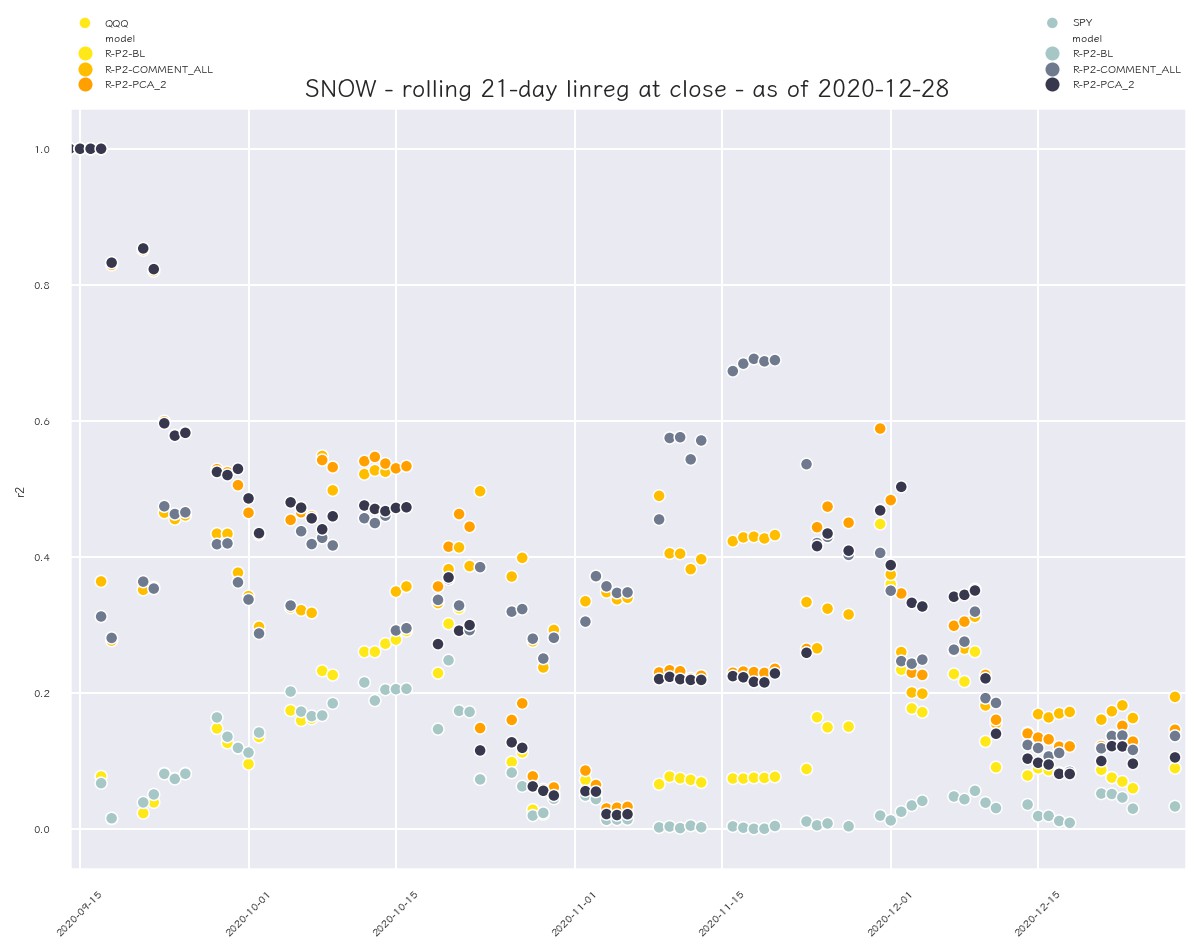 QQQ
model
R-P2-BL
R-P2-COMMENT_ALL
R-P2-PCA_2
SPY
model
R-P2-BL
R-P2-COMMENT_ALL
R-P2-PCA_2
SNOW - rolling 21-day linreg at close - as of 2020-12-28
1.0
0.8
0.6
r2
0.4
0.2
0.0
2020-09-15
2020-10-01
2020-10-15
2020-11-01
2020-11-15
2020-12-01
2020-12-15